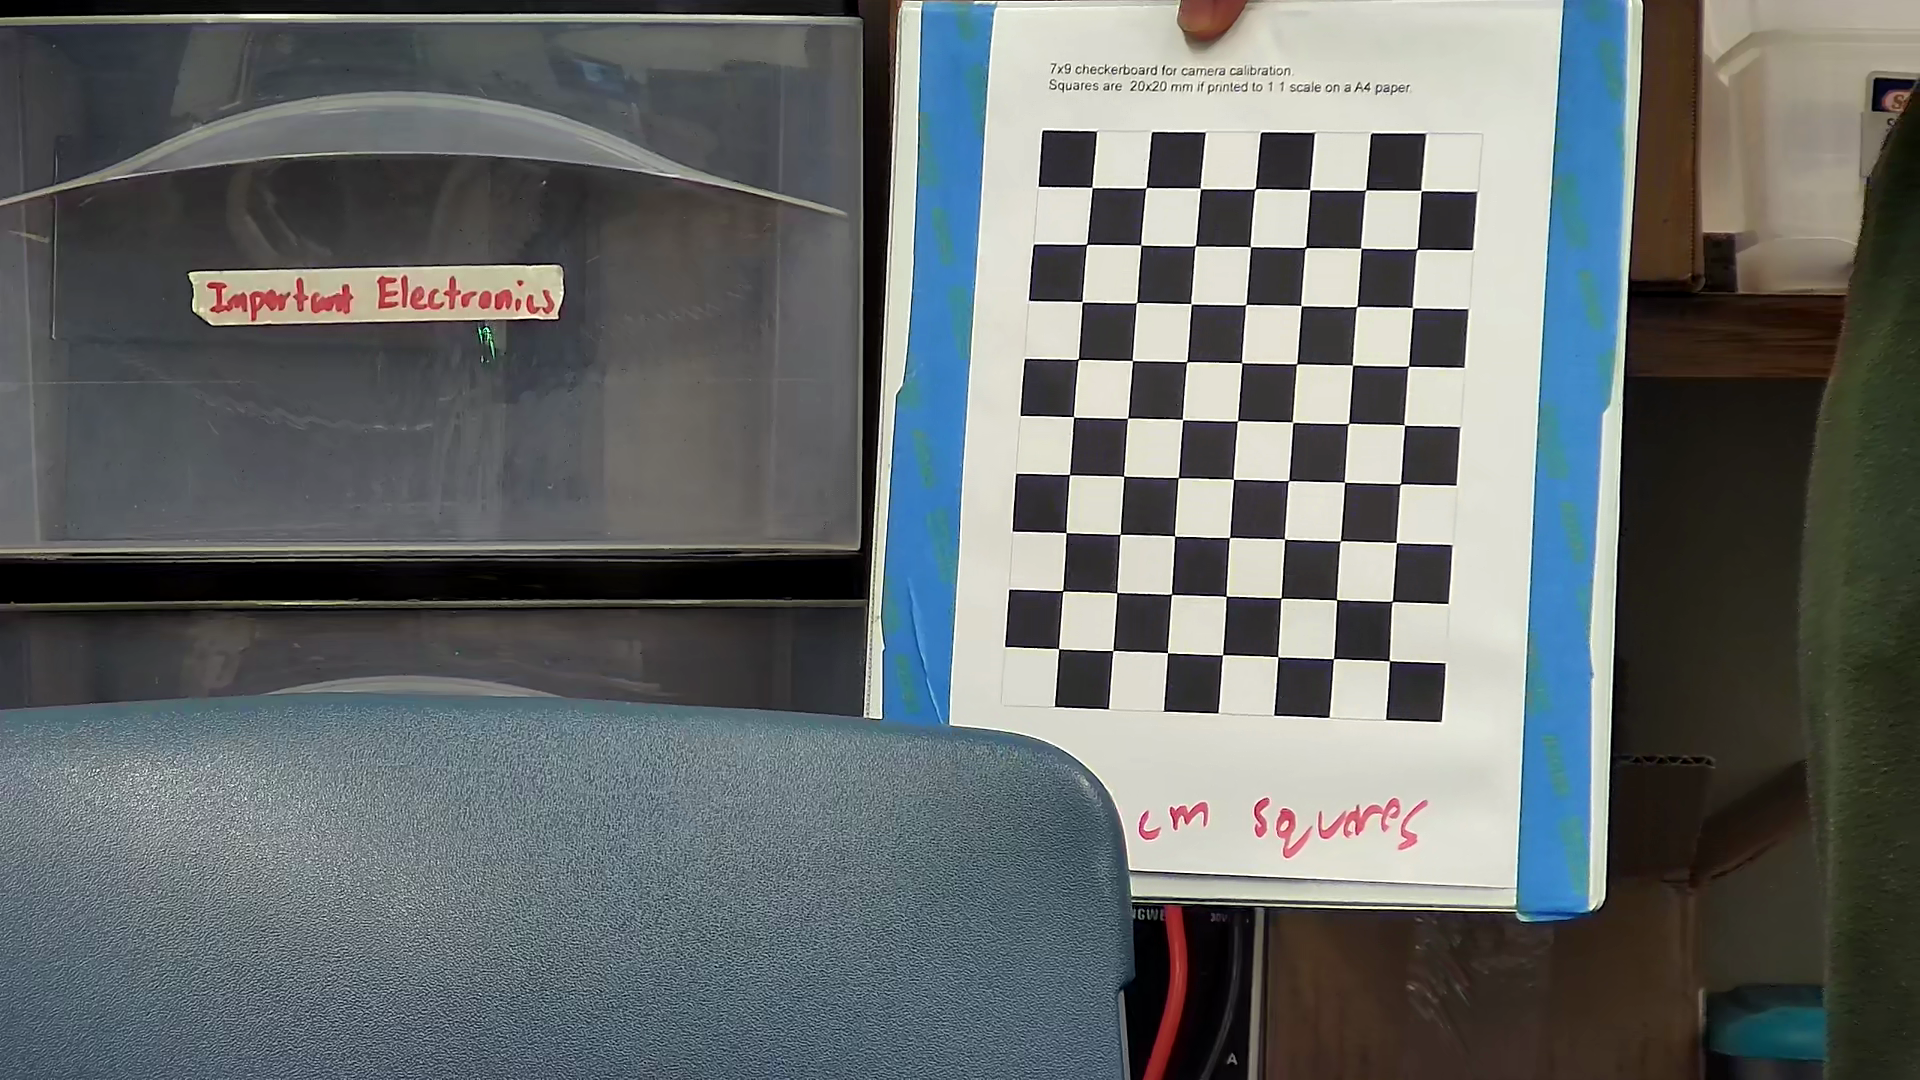 7x9 checkerboard for camera calibration.
Squares are 20x20 mm if printed to 1:1 scale on a A4 paper.
Important Electronics
cm squares
30V
A